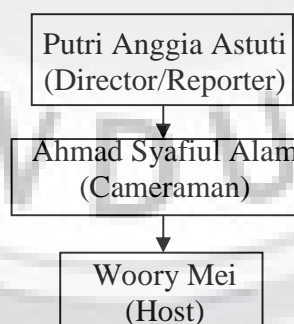 Putri Anggia Astuti
(Director/Reporter)
Ahmad Syafiul Alam
(Cameraman)
Woory Mei
(Host)